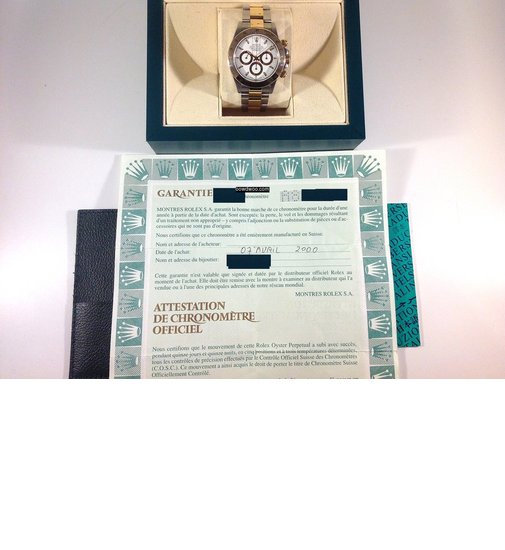 GARANTIE
cowdwoo.com
chronomètre
MONTRES ROLEX S.A. garantit la bonne marche de ce chronomètre pour la durée d'une
année à partir de la date d'achat. Sont exceptés: la perte, le vol et les dommages résultant
d'un traitement non approprié – y compris l'adjonction ou la substitution de pièces ou d'ac-
cessoires qui ne sont pas d'origine.
Nous certifions que ce chronomètre a été entièrement manufacturé en Suisse.
Nom et adresse de l'acheteur:
Date de l'achat: 07 AVRIL 2000
Nom et adresse du bijoutier:
Cette garantie n'est valable que signée et datée par le distributeur officiel Rolex au
moment de l'achat. Elle doit être remise avec la montre à examiner au distributeur qui l'a
vendue ou à l'une des principales adresses de notre réseau mondial.
MONTRES ROLEX S.A.
ATTESTATION
DE CHRONOMÈTRE
OFFICIEL
Nous certifions que le mouvement de cette Rolex Oyster Perpetual a subi avec succès,
pendant quinze jours et quinze nuits, en cinq positions et à trois températures déterminées,
tous les contrôles de précision effectués par le Contrôle Officiel Suisse des Chronomètres
(C.O.S.C.). Ce mouvement a ainsi acquis le droit de porter le titre de Chronomètre Suisse
Officiellement Contrôlé.